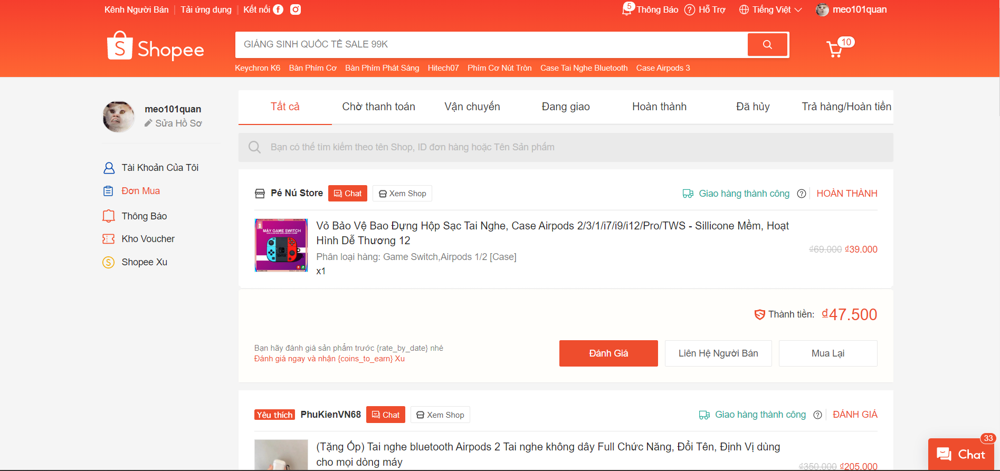 Kênh Người Bán
Tải ứng dụng
Kết nối
5
Thông Báo
Hỗ Trợ
Tiếng Việt
meo101quan
Shopee
GIÁNG SINH QUỐC TẾ SALE 99K
10
Keychron K6
Bàn Phím Cơ
Bàn Phím Phát Sáng
Hitech07
Phím Cơ Nút Tròn
Case Tai Nghe Bluetooth
Case Airpods 3
meo101quan
Sửa Hồ Sơ
Tài Khoản Của Tôi
Đơn Mua
Thông Báo
Kho Voucher
Shopee Xu
Tất cả
Chờ thanh toán
Vận chuyển
Đang giao
Hoàn thành
Đã hủy
Trả hàng/Hoàn tiền
Bạn có thể tìm kiếm theo tên Shop, ID đơn hàng hoặc Tên Sản phẩm
Pé Nú Store
Chat
Xem Shop
Giao hàng thành công
HOÀN THÀNH
1
MÁY GAME SWITCH
Vỏ Bảo Vệ Bao Đựng Hộp Sạc Tai Nghe, Case Airpods 2/3/1/i7/i9/i12/Pro/TWS - Sillicone Mềm, Hoạt
Hình Dễ Thương 12
Phân loại hàng: Game Switch,Airpods 1/2 [Case]
x1
₫69.000 ₫39.000
Thành tiền: ₫47.500
Bạn hãy đánh giá sản phẩm trước {rate_by_date} nhé
Đánh giá ngay và nhận {coins_to_earn} Xu
Đánh Giá
Liên Hệ Người Bán
Mua Lại
Yêu thích
PhuKienVN68
Chat
Xem Shop
Giao hàng thành công
ĐÁNH GIÁ
(Tặng Ốp) Tai nghe bluetooth Airpods 2 Tai nghe không dây Full Chức Năng, Đổi Tên, Định Vị dùng
cho mọi dòng máy
₫350.000 ₫205.000
33
Chat